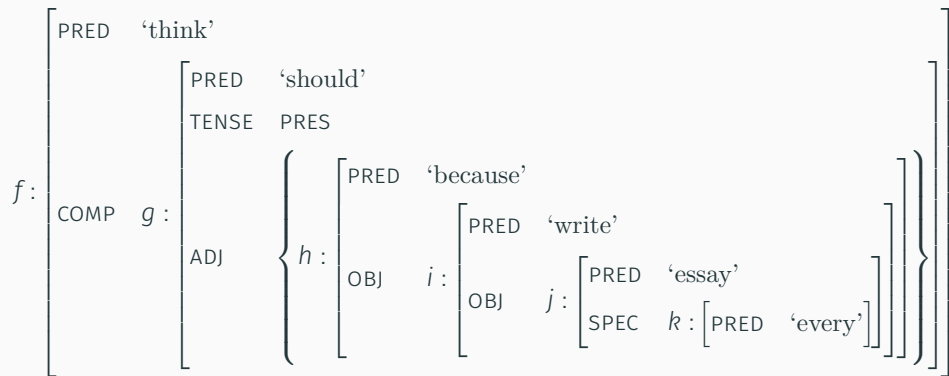 PRED ‘think’
PRED ‘should’
TENSE PRES
PRED ‘because’
f : COMP g : ADJ h : OBJ i : PRED ‘write’
OBJ j : PRED ‘essay’
SPEC k : PRED ‘every’